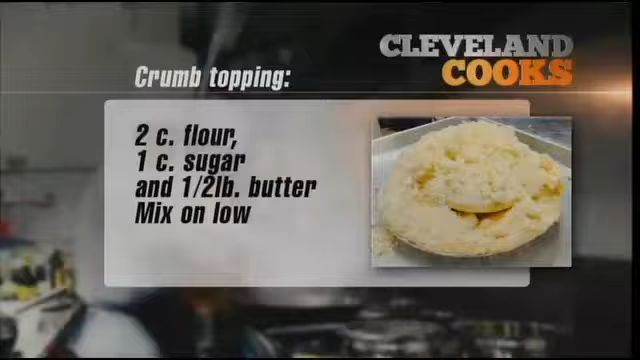 CLEVELAND
COOKS
Crumb topping:
2 c. flour,
1 c. sugar
and 1/2lb. butter
Mix on low